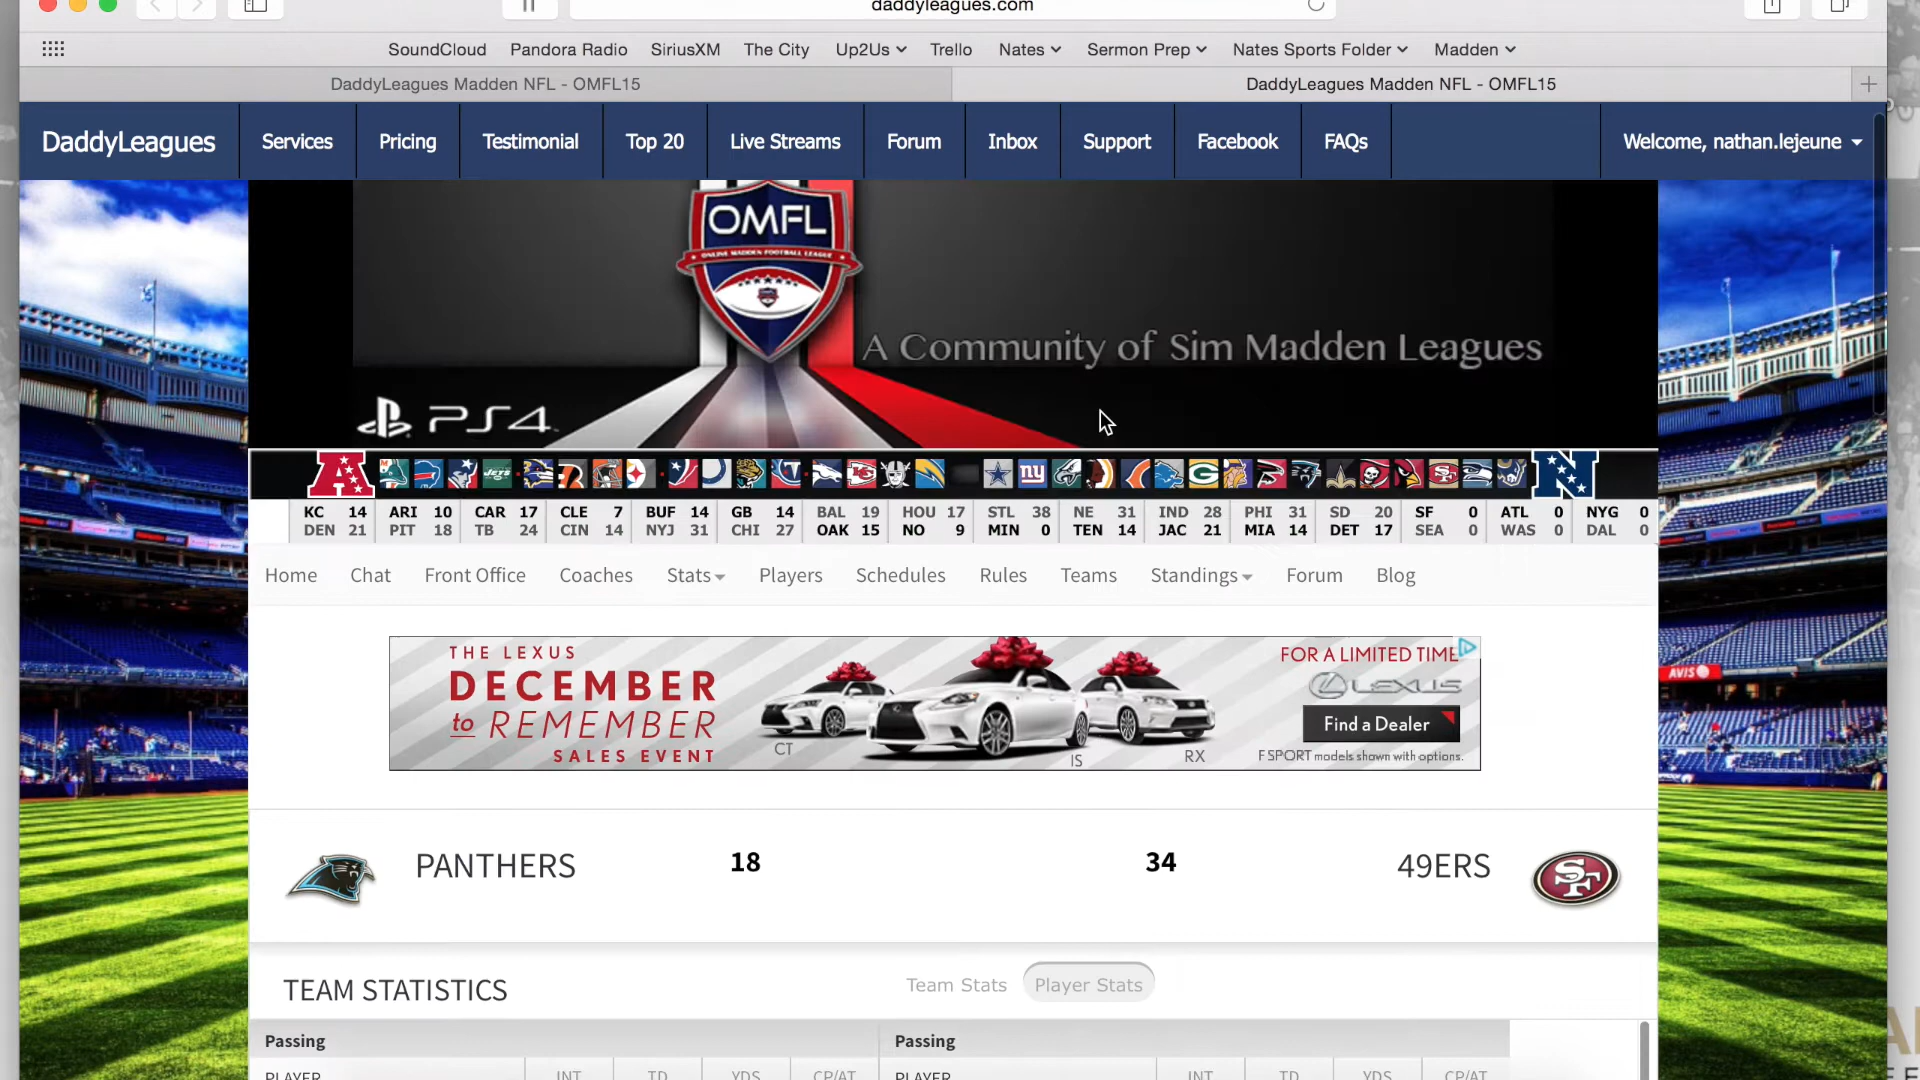 daddyleagues.com
SoundCloud Pandora Radio SiriusXM The City Up2Us Trello Nates Sermon Prep Nates Sports Folder Madden
DaddyLeagues Madden NFL - OMFL15 DaddyLeagues Madden NFL - OMFL15
DaddyLeagues Services Pricing Testimonial Top 20 Live Streams Forum Inbox Support Facebook FAQs Welcome, nathan.lejeune
OMFL
ONLINE MADDEN FOOTBALL LEAGUE
A Community of Sim Madden Leagues
PS4
KC 14 ARI 10 CAR 17 CLE 7 BUF 14 GB 14 BAL 19 HOU 17 STL 38 NE 31 IND 28 PHI 31 SD 20 SF 0 ATL 0 NYG 0
DEN 21 PIT 18 TB 24 CIN 14 NYJ 31 CHI 27 OAK 15 NO 9 MIN 0 TEN 14 JAC 21 MIA 14 DET 17 SEA 0 WAS 0 DAL 0
Home Chat Front Office Coaches Stats Players Schedules Rules Teams Standings Forum Blog
THE LEXUS
DECEMBER
to REMEMBER
SALES EVENT
CT
IS
RX
FOR A LIMITED TIME
LEXUS
Find a Dealer
F SPORT models shown with options.
AVIS
PANTHERS 18 34 49ERS
TEAM STATISTICS Team Stats Player Stats
Passing Passing
PLAYER INT TD YDS CP/AT PLAYER INT TD YDS CP/AT